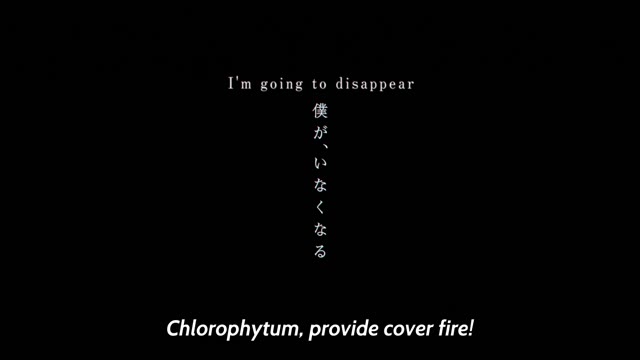 I'm going to disappear
僕が、いなくなる
Chlorophytum, provide cover fire!